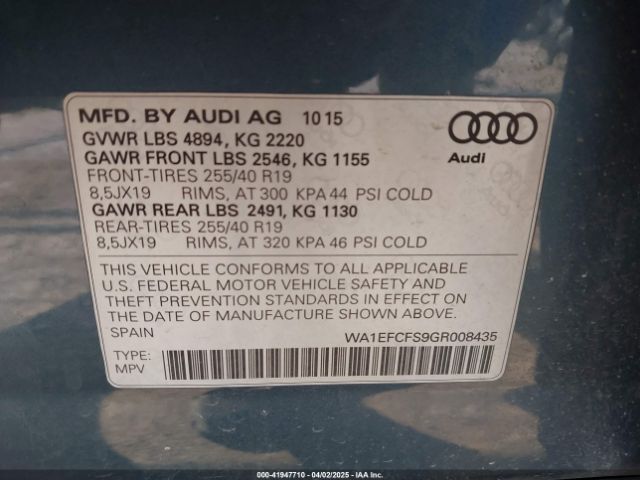 MFD. BY AUDI AG 10 15
GVWR LBS 4894, KG 2220
GAWR FRONT LBS 2546, KG 1155
FRONT-TIRES 255/40 R19
8,5JX19 RIMS, AT 300 KPA 44 PSI COLD
GAWR REAR LBS 2491, KG 1130
REAR-TIRES 255/40 R19
8,5JX19 RIMS, AT 320 KPA 46 PSI COLD
Audi
THIS VEHICLE CONFORMS TO ALL APPLICABLE
U.S. FEDERAL MOTOR VEHICLE SAFETY AND
THEFT PREVENTION STANDARDS IN EFFECT ON
THE DATE OF MANUFACTURE SHOWN ABOVE.
SPAIN WA1EFCFS9GR008435
TYPE:
MPV
000-41947710 04/02/2025 IAAI.COM